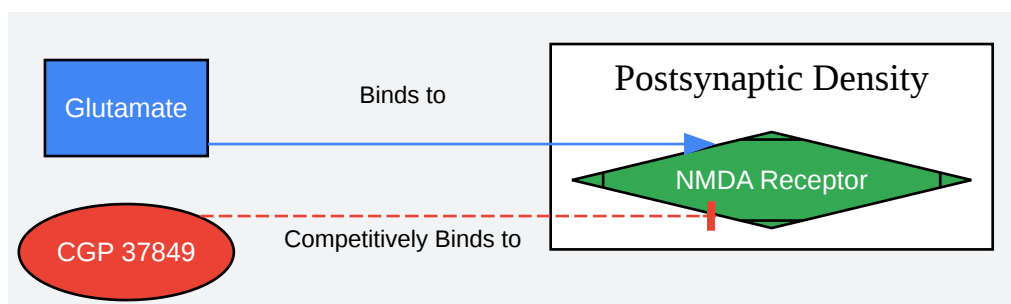 Postsynaptic Density
Glutamate
Binds to
NMDA Receptor
CGP 37849
Competitively Binds to